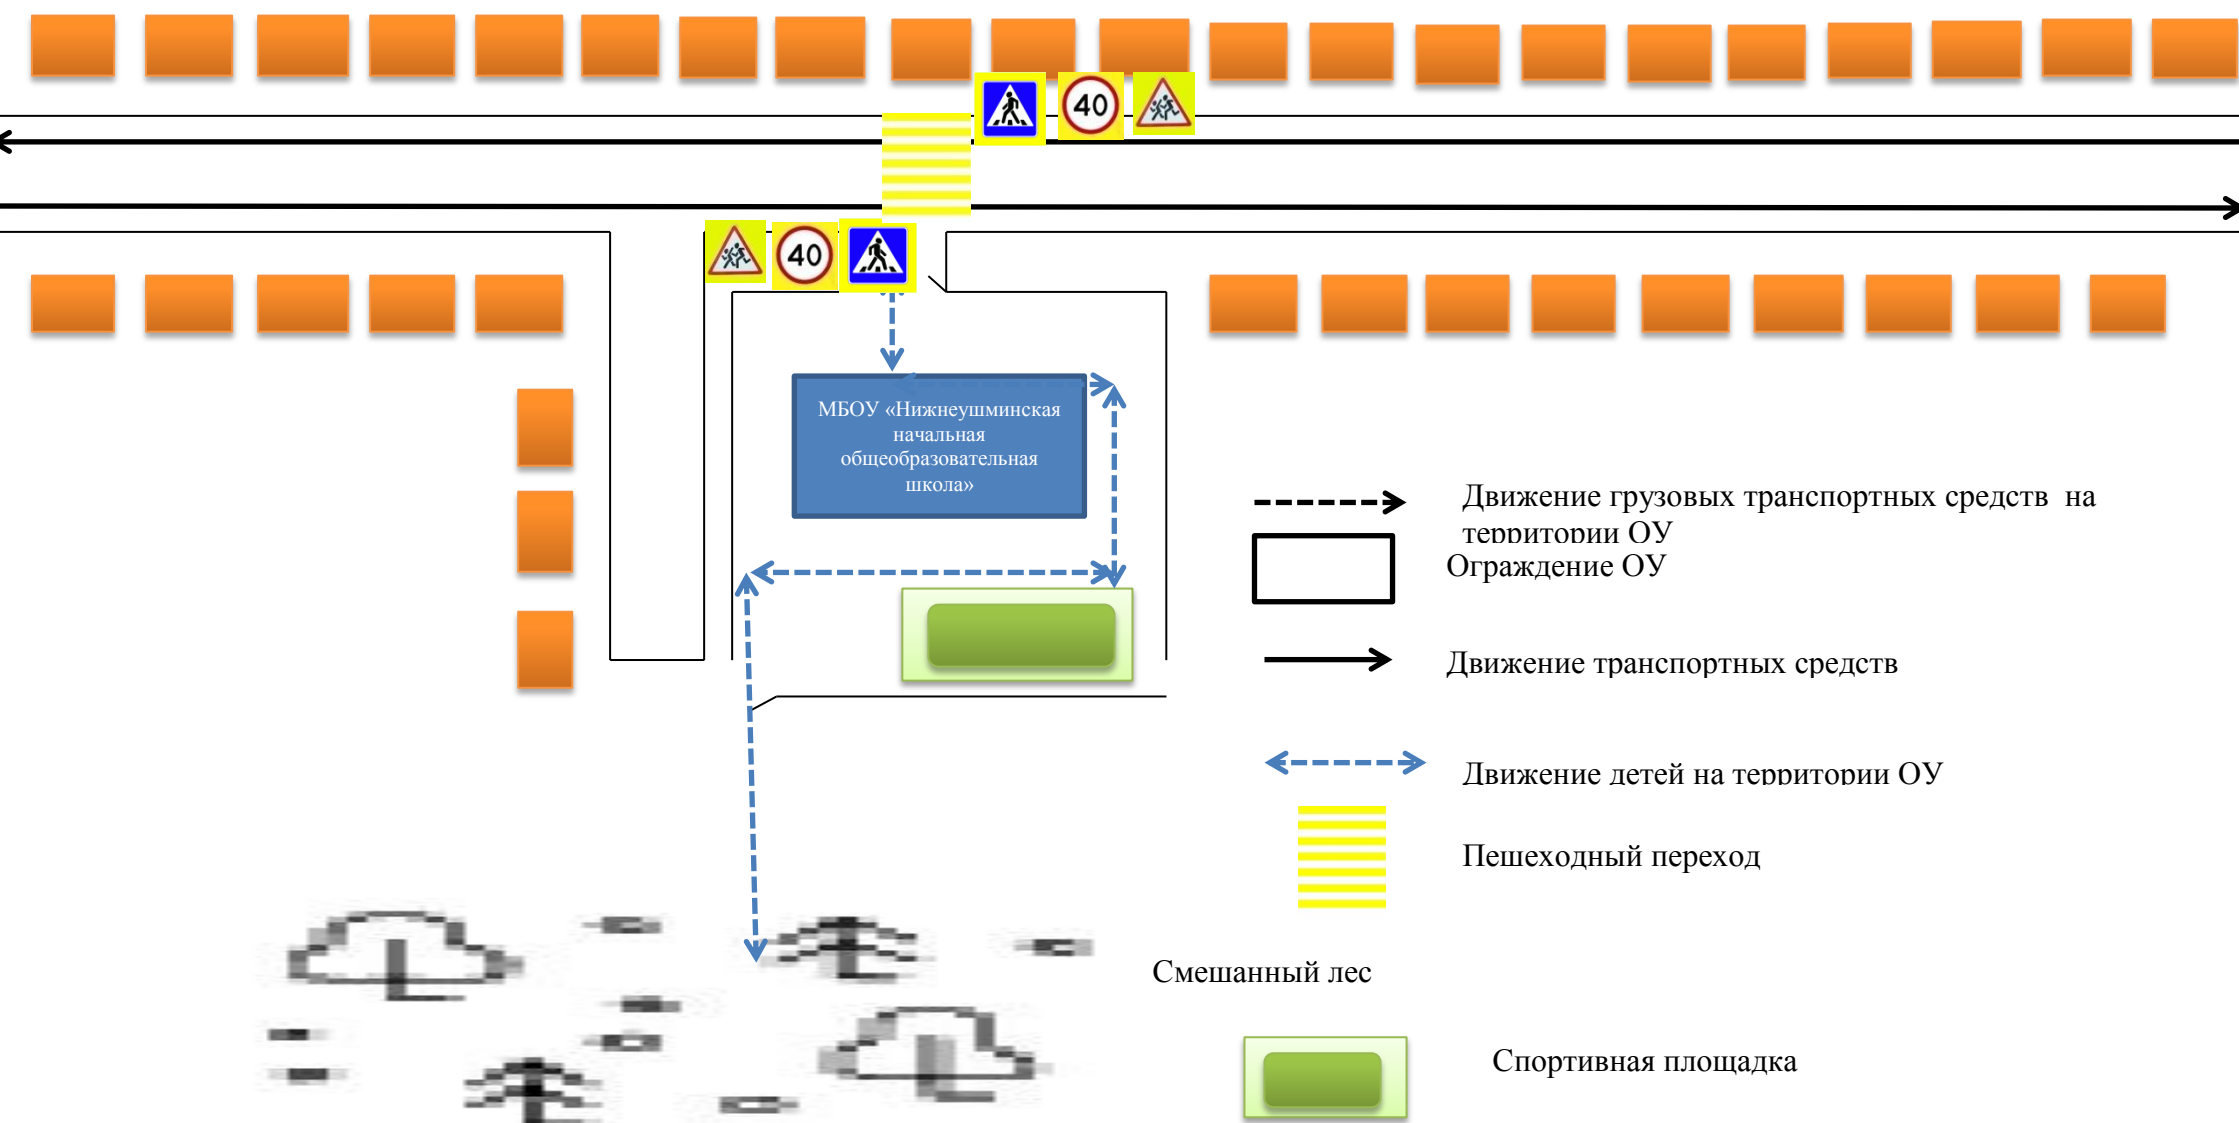 40
40
МБОУ «Нижнеушминская
начальная
общеобразовательная
школа»
Движение грузовых транспортных средств на
территории ОУ
Ограждение ОУ
Движение транспортных средств
Движение детей на территории ОУ
Пешеходный переход
Смешанный лес
Спортивная площадка